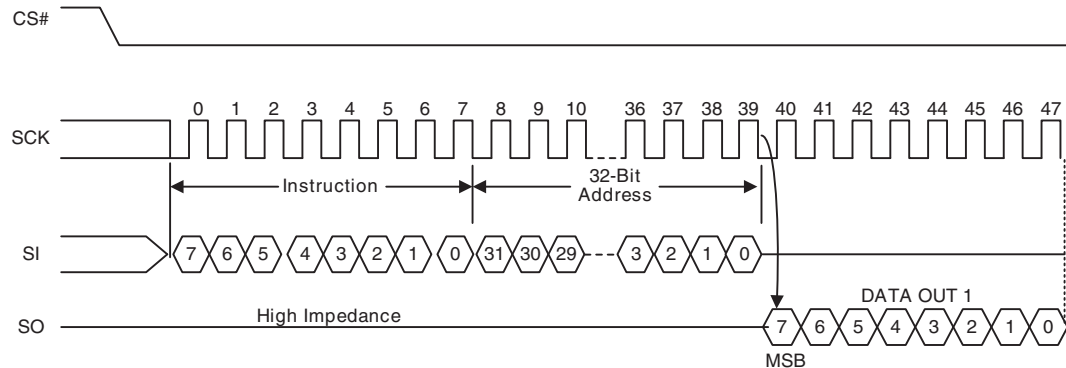 CS#
0 1 2 3 4 5 6 7 8 9 10 36 37 38 39 40 41 42 43 44 45 46 47
SCK
Instruction
32-Bit
Address
SI
7 6 5 4 3 2 1 0 31 30 29 3 2 1 0
DATA OUT 1
High Impedance
SO
7 6 5 4 3 2 1 0
MSB